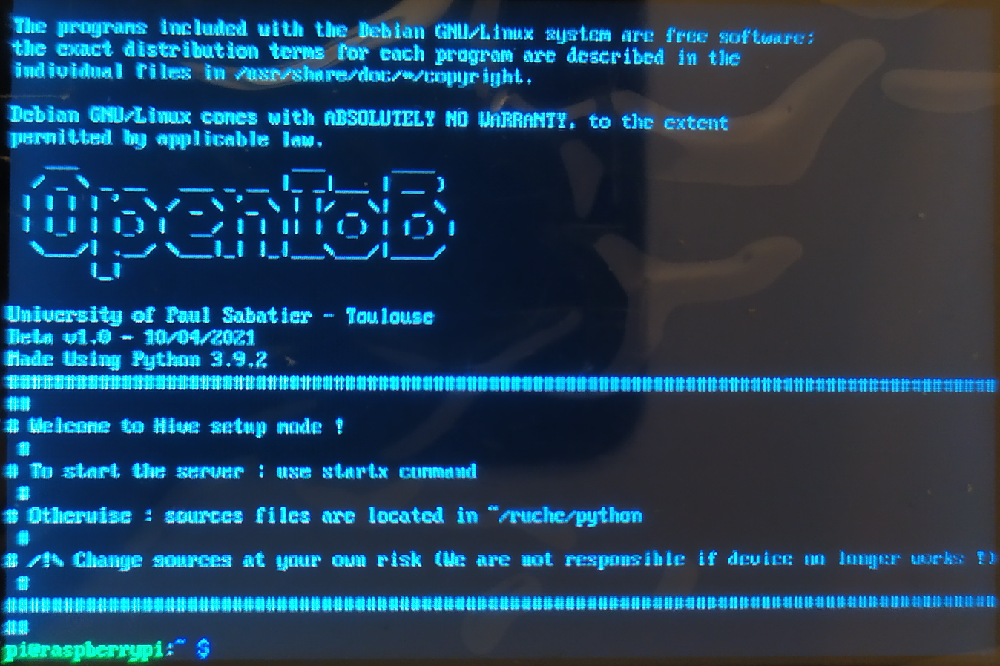 The programs included with the Debian GNU/Linux system are free software;
the exact distribution terms for each program are described in the
individual files in /usr/share/doc/*/copyright.
Debian GNU/Linux comes with ABSOLUTELY NO WARRANTY, to the extent
permitted by applicable law.
OpenToB
University of Paul Sabatier - Toulouse
Beta v1.0 - 10/04/2021
Made Using Python 3.9.2
################################################################################
##
# Welcome to Hive setup mode !
#
# To start the server : use startx command
#
# Otherwise : sources files are located in ~/ruche/python
#
# /!\ Change sources at your own risk (We are not responsible if device no longer works !)
#
################################################################################
##
pi@raspberrypi:~ $